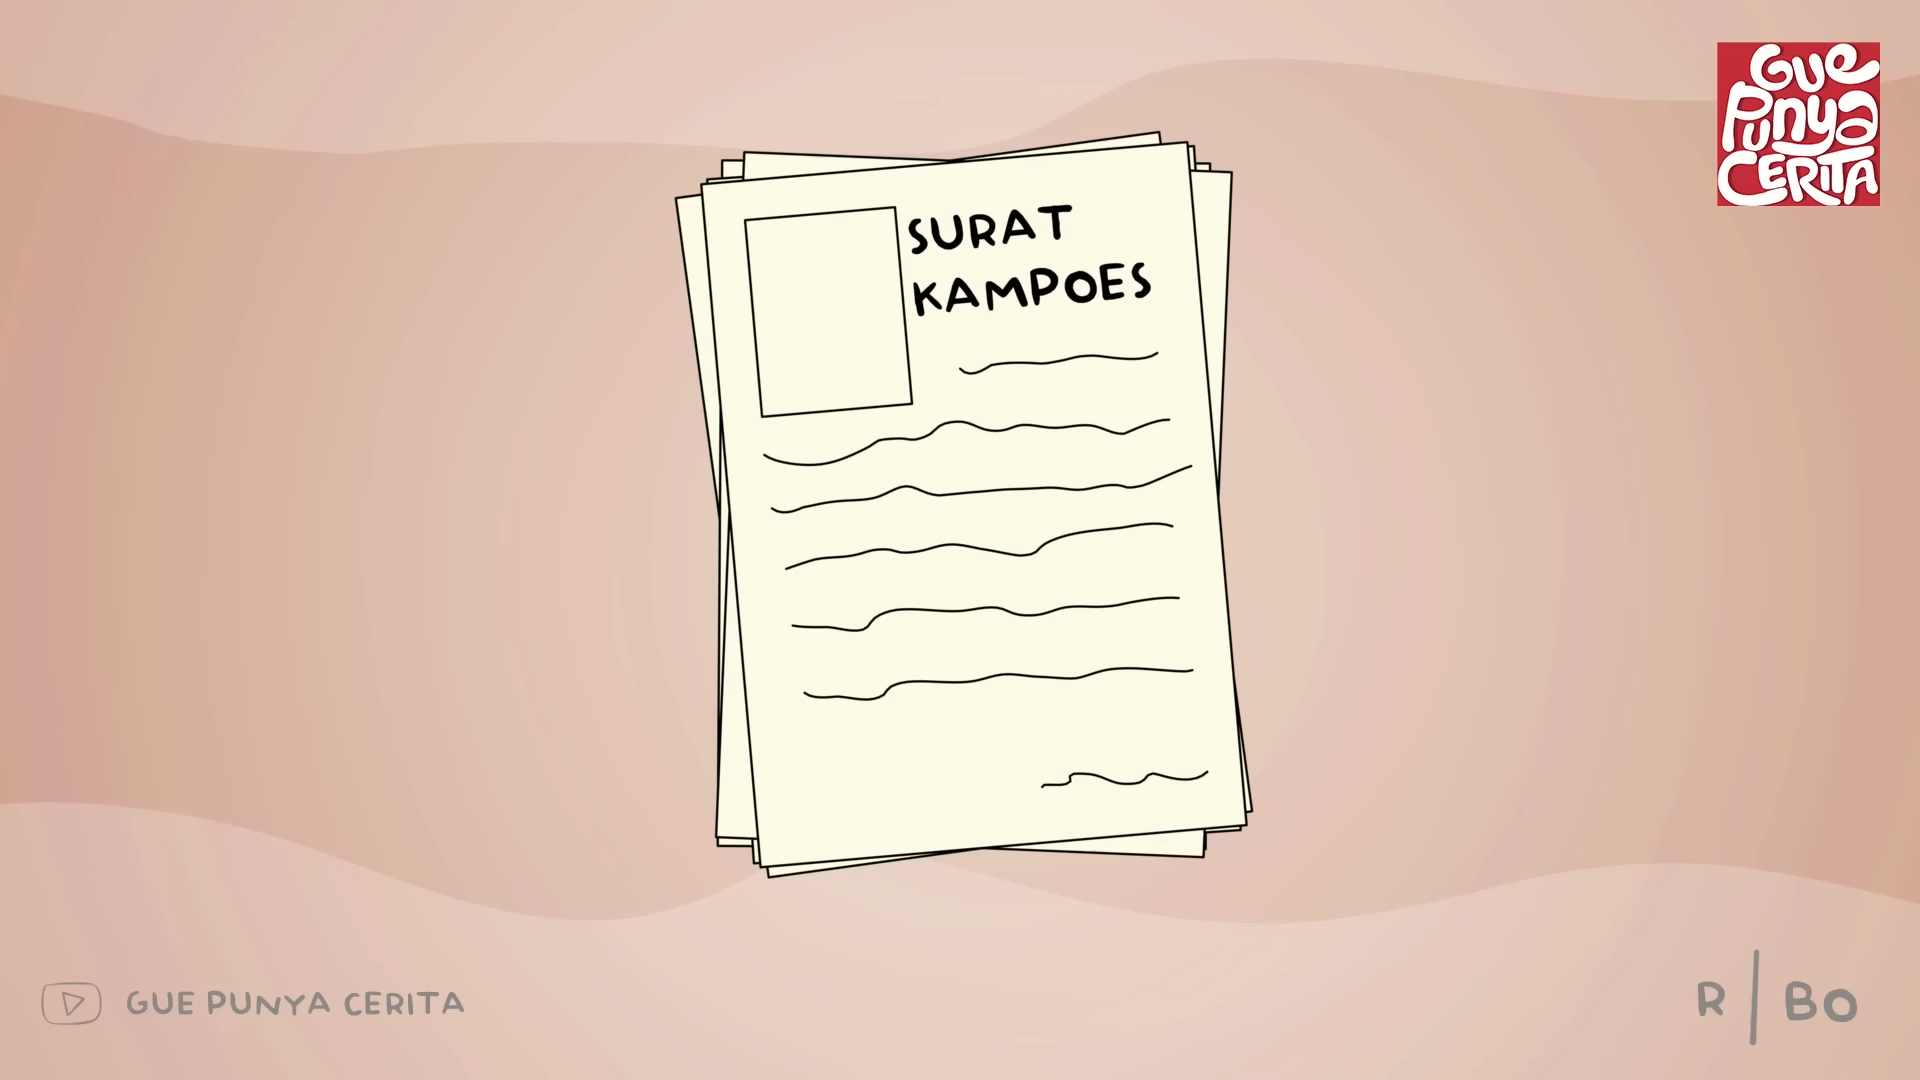 Gue
Punya
CERITA
SURAT
KAMPOES
GUE PUNYA CERITA
R | BO